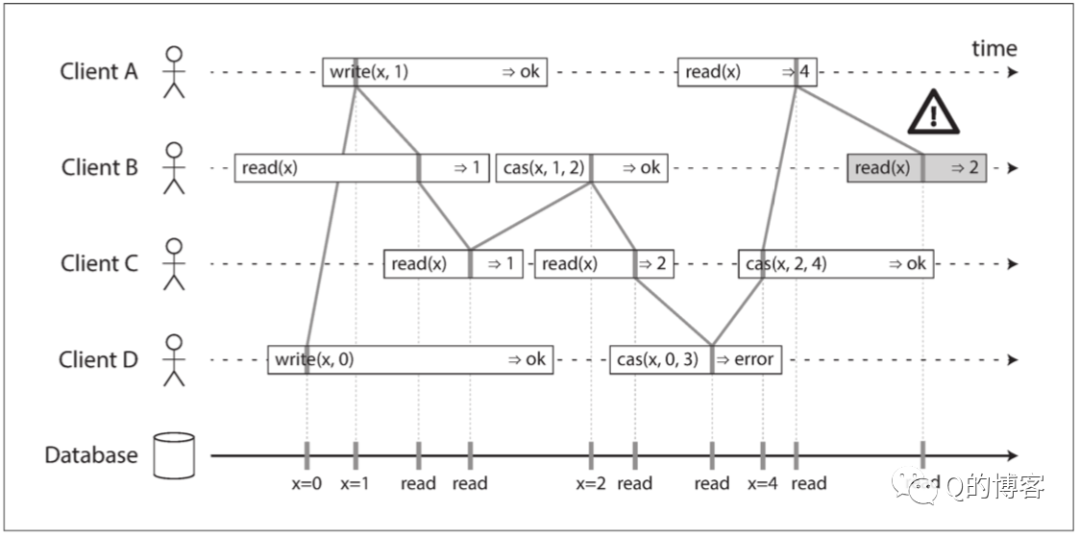 time
Client A write(x, 1) ⇒ ok read(x) ⇒ 4
Client B read(x) ⇒ 1 cas(x, 1, 2) ⇒ ok read(x) ⇒ 2
Client C read(x) ⇒ 1 read(x) ⇒ 2 cas(x, 2, 4) ⇒ ok
Client D write(x, 0) ⇒ ok cas(x, 0, 3) ⇒ error
Database
x=0 x=1 read read x=2 read read x=4 read
Q的博客